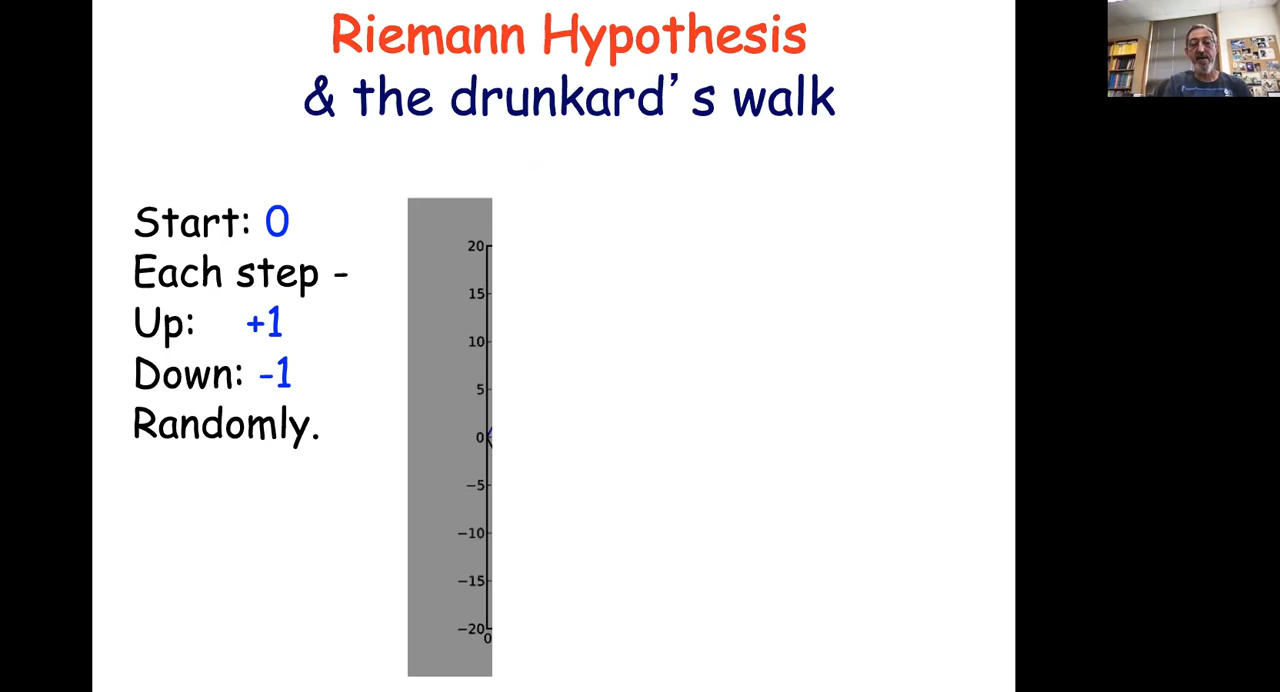 Riemann Hypothesis
& the drunkard’s walk
Start: 0
Each step -
Up: +1
Down: -1
Randomly.
20
15
10
5
0
−5
−10
−15
−20
0